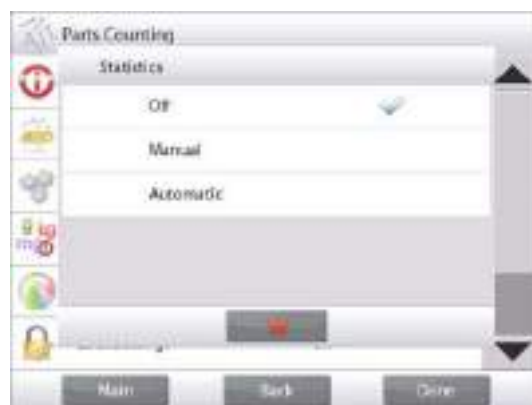 Parts Counting
Statistics
Off
Manual
Automatic
Main
Back
Done